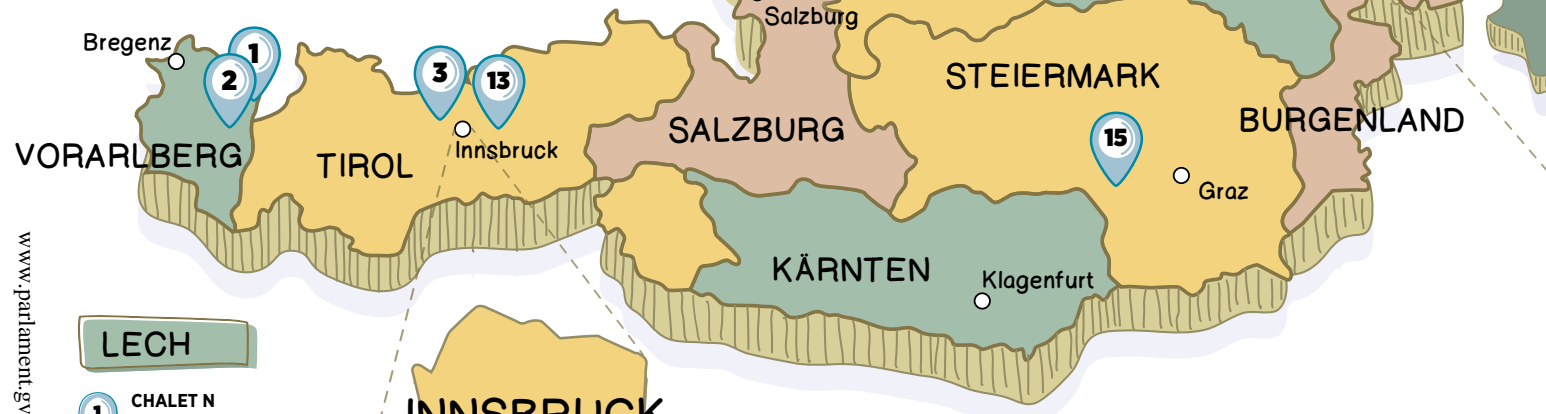 Salzburg
Bregenz
1
2
3
13
STEIERMARK
BURGENLAND
SALZBURG
15
VORARLBERG
TIROL
Innsbruck
Graz
KÄRNTEN
Klagenfurt
www.parlament.gv
LECH
1
CHALET N
INNSBRUCK